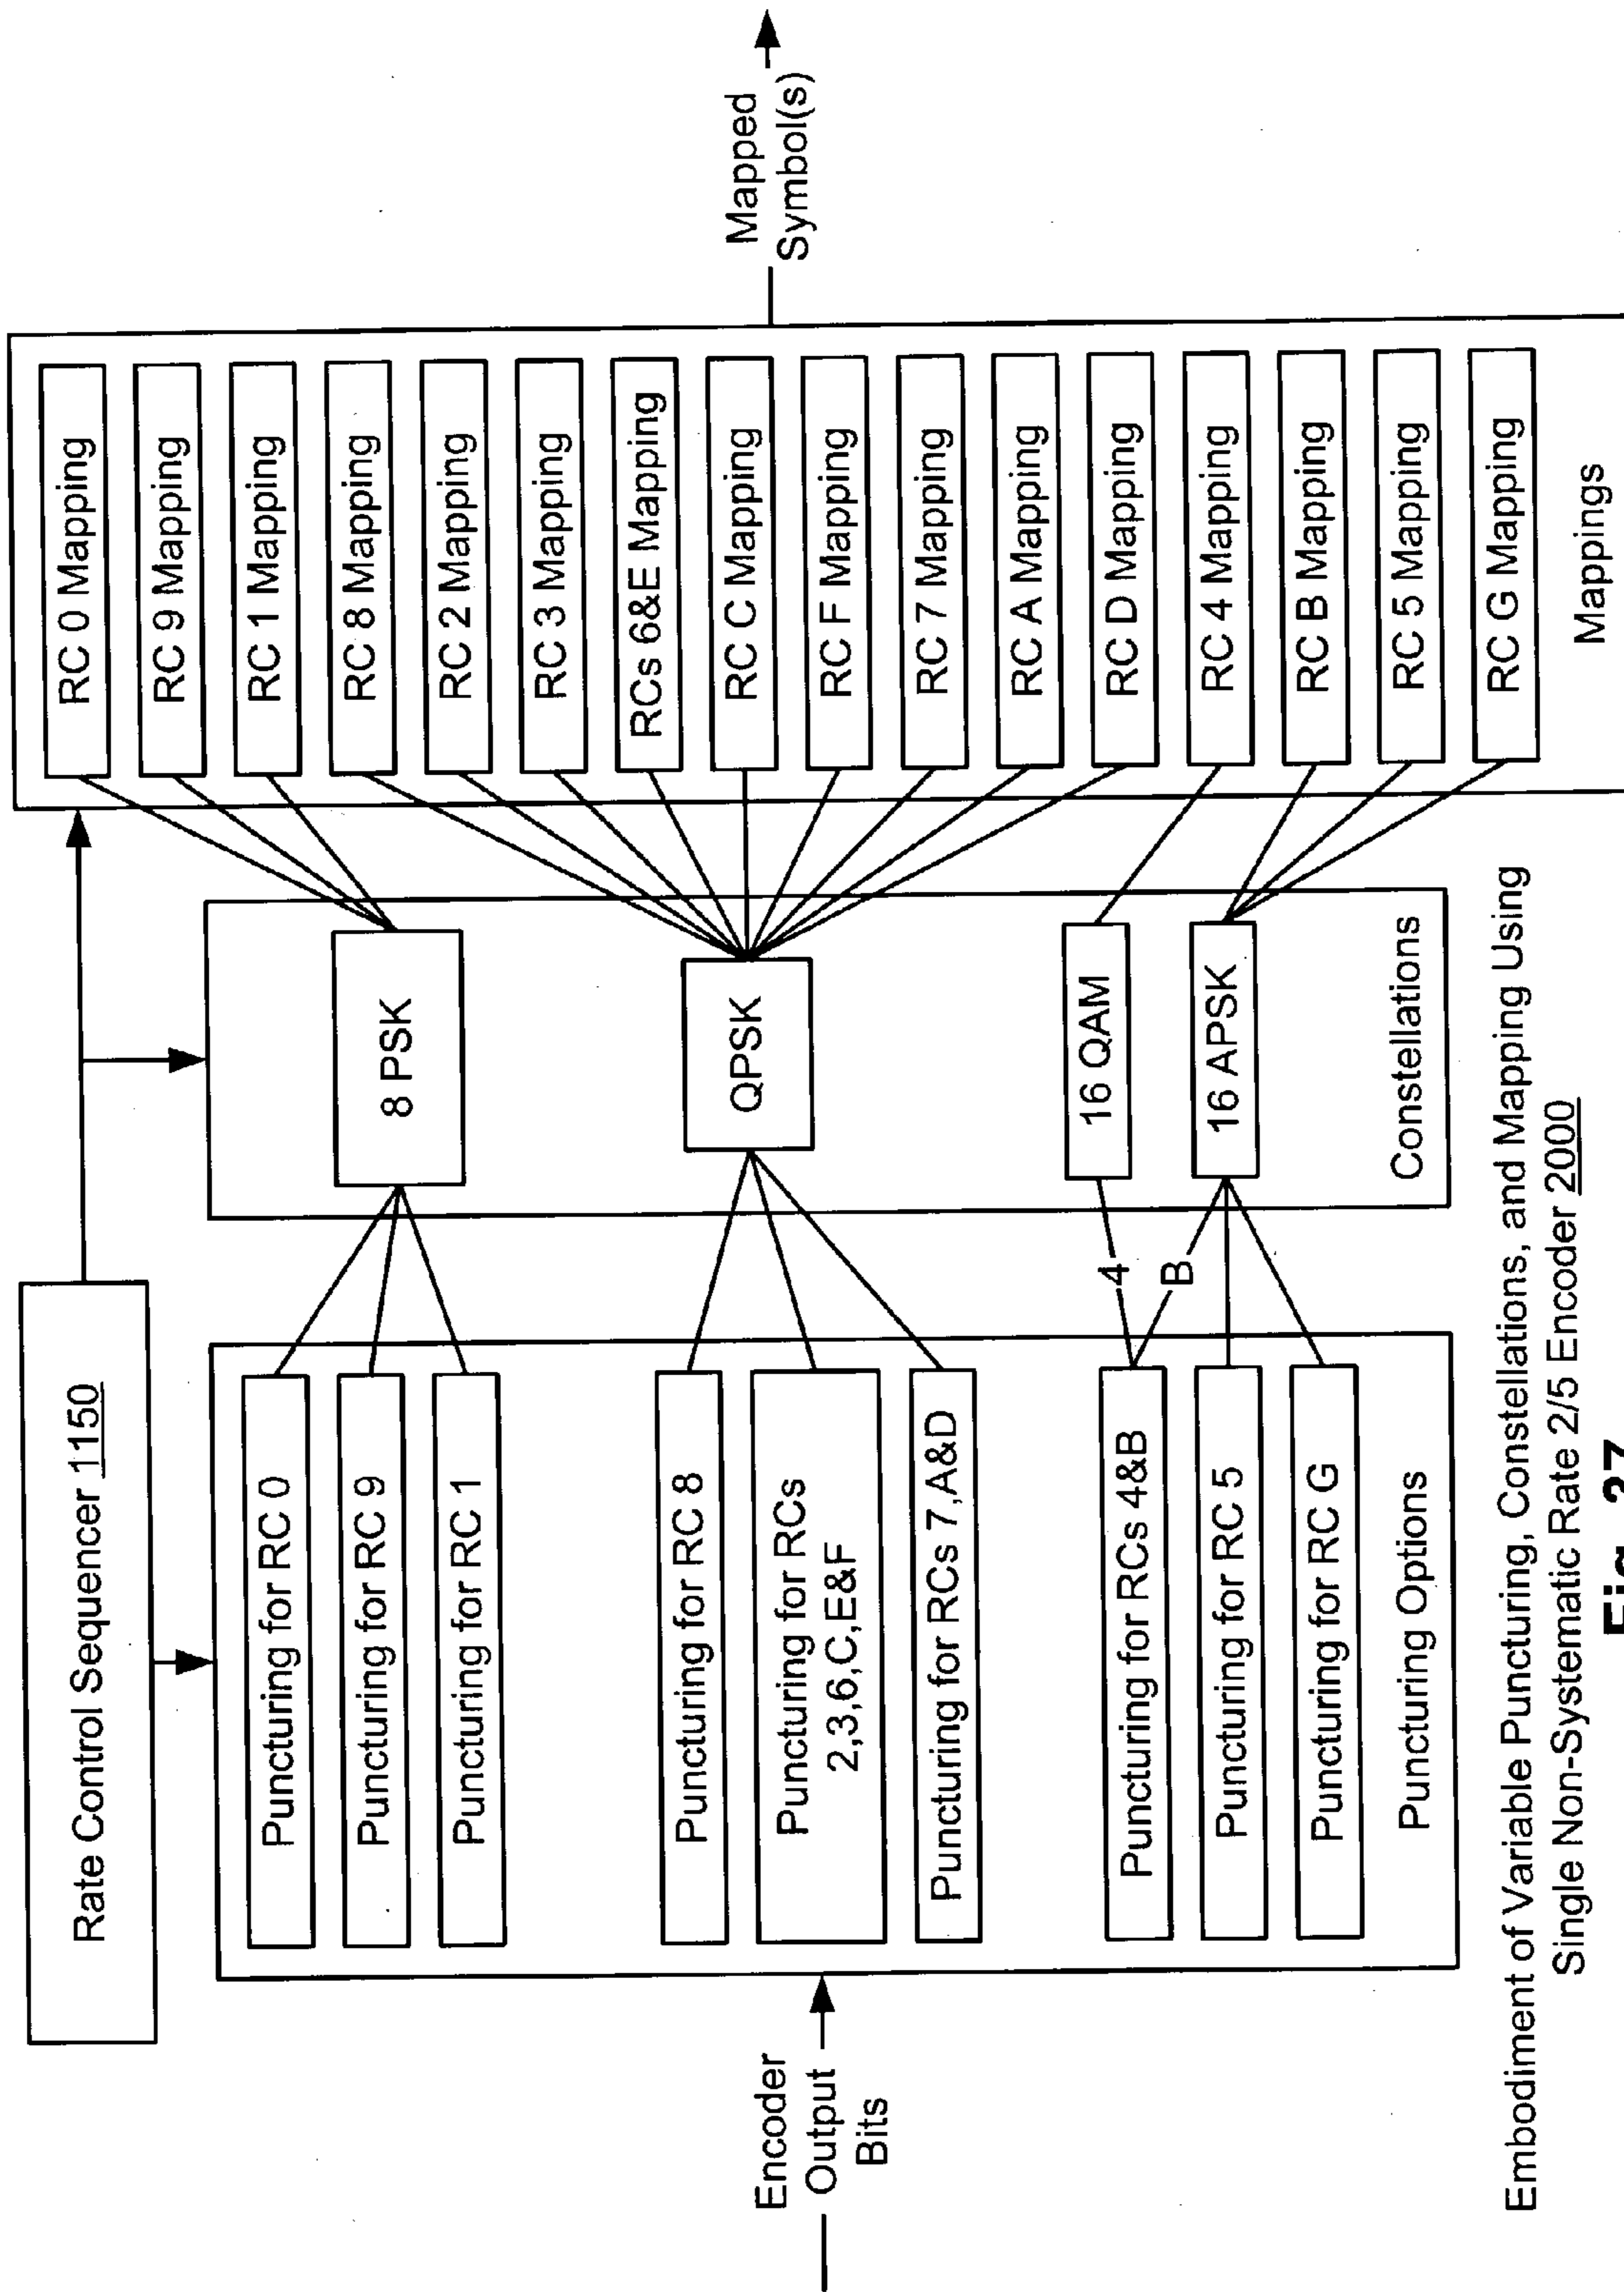 Rate Control Sequencer 1150
Encoder
Output
Bits
Puncturing for RC 0
Puncturing for RC 9
Puncturing for RC 1
Puncturing for RC 8
Puncturing for RCs
2,3,6,C,E&F
Puncturing for RCs 7,A&D
Puncturing for RCs 4&B
Puncturing for RC 5
Puncturing for RC G
Puncturing Options
4
B
8 PSK
QPSK
16 QAM
16 APSK
Constellations
RC 0 Mapping
RC 9 Mapping
RC 1 Mapping
RC 8 Mapping
RC 2 Mapping
RC 3 Mapping
RCs 6&E Mapping
RC C Mapping
RC F Mapping
RC 7 Mapping
RC A Mapping
RC D Mapping
RC 4 Mapping
RC B Mapping
RC 5 Mapping
RC G Mapping
Mappings
Mapped
Symbol(s)
Embodiment of Variable Puncturing, Constellations, and Mapping Using
Single Non-Systematic Rate 2/5 Encoder 2000